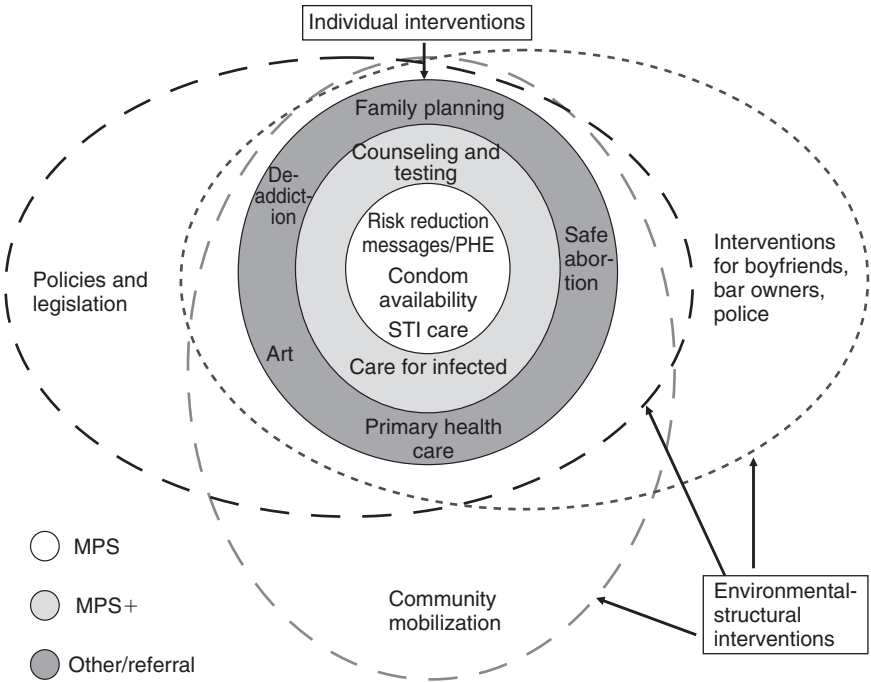 Individual interventions
Family planning
Counseling and
testing
De-
addict-
ion
Risk reduction
messages/PHE
Condom
availability
STI care
Safe
abor-
tion
Policies and
legislation
Interventions
for boyfriends,
bar owners,
police
Art
Care for infected
Primary health
care
MPS
MPS+
Other/referral
Community
mobilization
Environmental-
structural
interventions